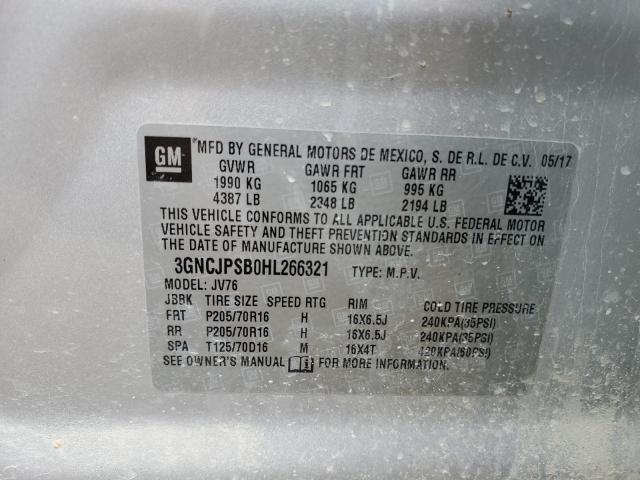 GM
MFD BY GENERAL MOTORS DE MEXICO, S. DE R.L. DE C.V. 05/17
GVWR GAWR FRT GAWR RR
1990 KG 1065 KG 995 KG
4387 LB 2348 LB 2194 LB
THIS VEHICLE CONFORMS TO ALL APPLICABLE U.S. FEDERAL MOTOR
VEHICLE SAFETY AND THEFT PREVENTION STANDARDS IN EFFECT ON
THE DATE OF MANUFACTURE SHOWN ABOVE.
3GNCJPSB0HL266321 TYPE: M.P.V.
MODEL: JV76
JBRK TIRE SIZE SPEED RTG RIM COLD TIRE PRESSURE
FRT P205/70R16 H 16X6.5J 240KPA(35PSI)
RR P205/70R16 H 16X6.5J 240KPA(35PSI)
SPA T125/70D16 M 16X4T 420KPA(60PSI)
SEE OWNER'S MANUAL FOR MORE INFORMATION.